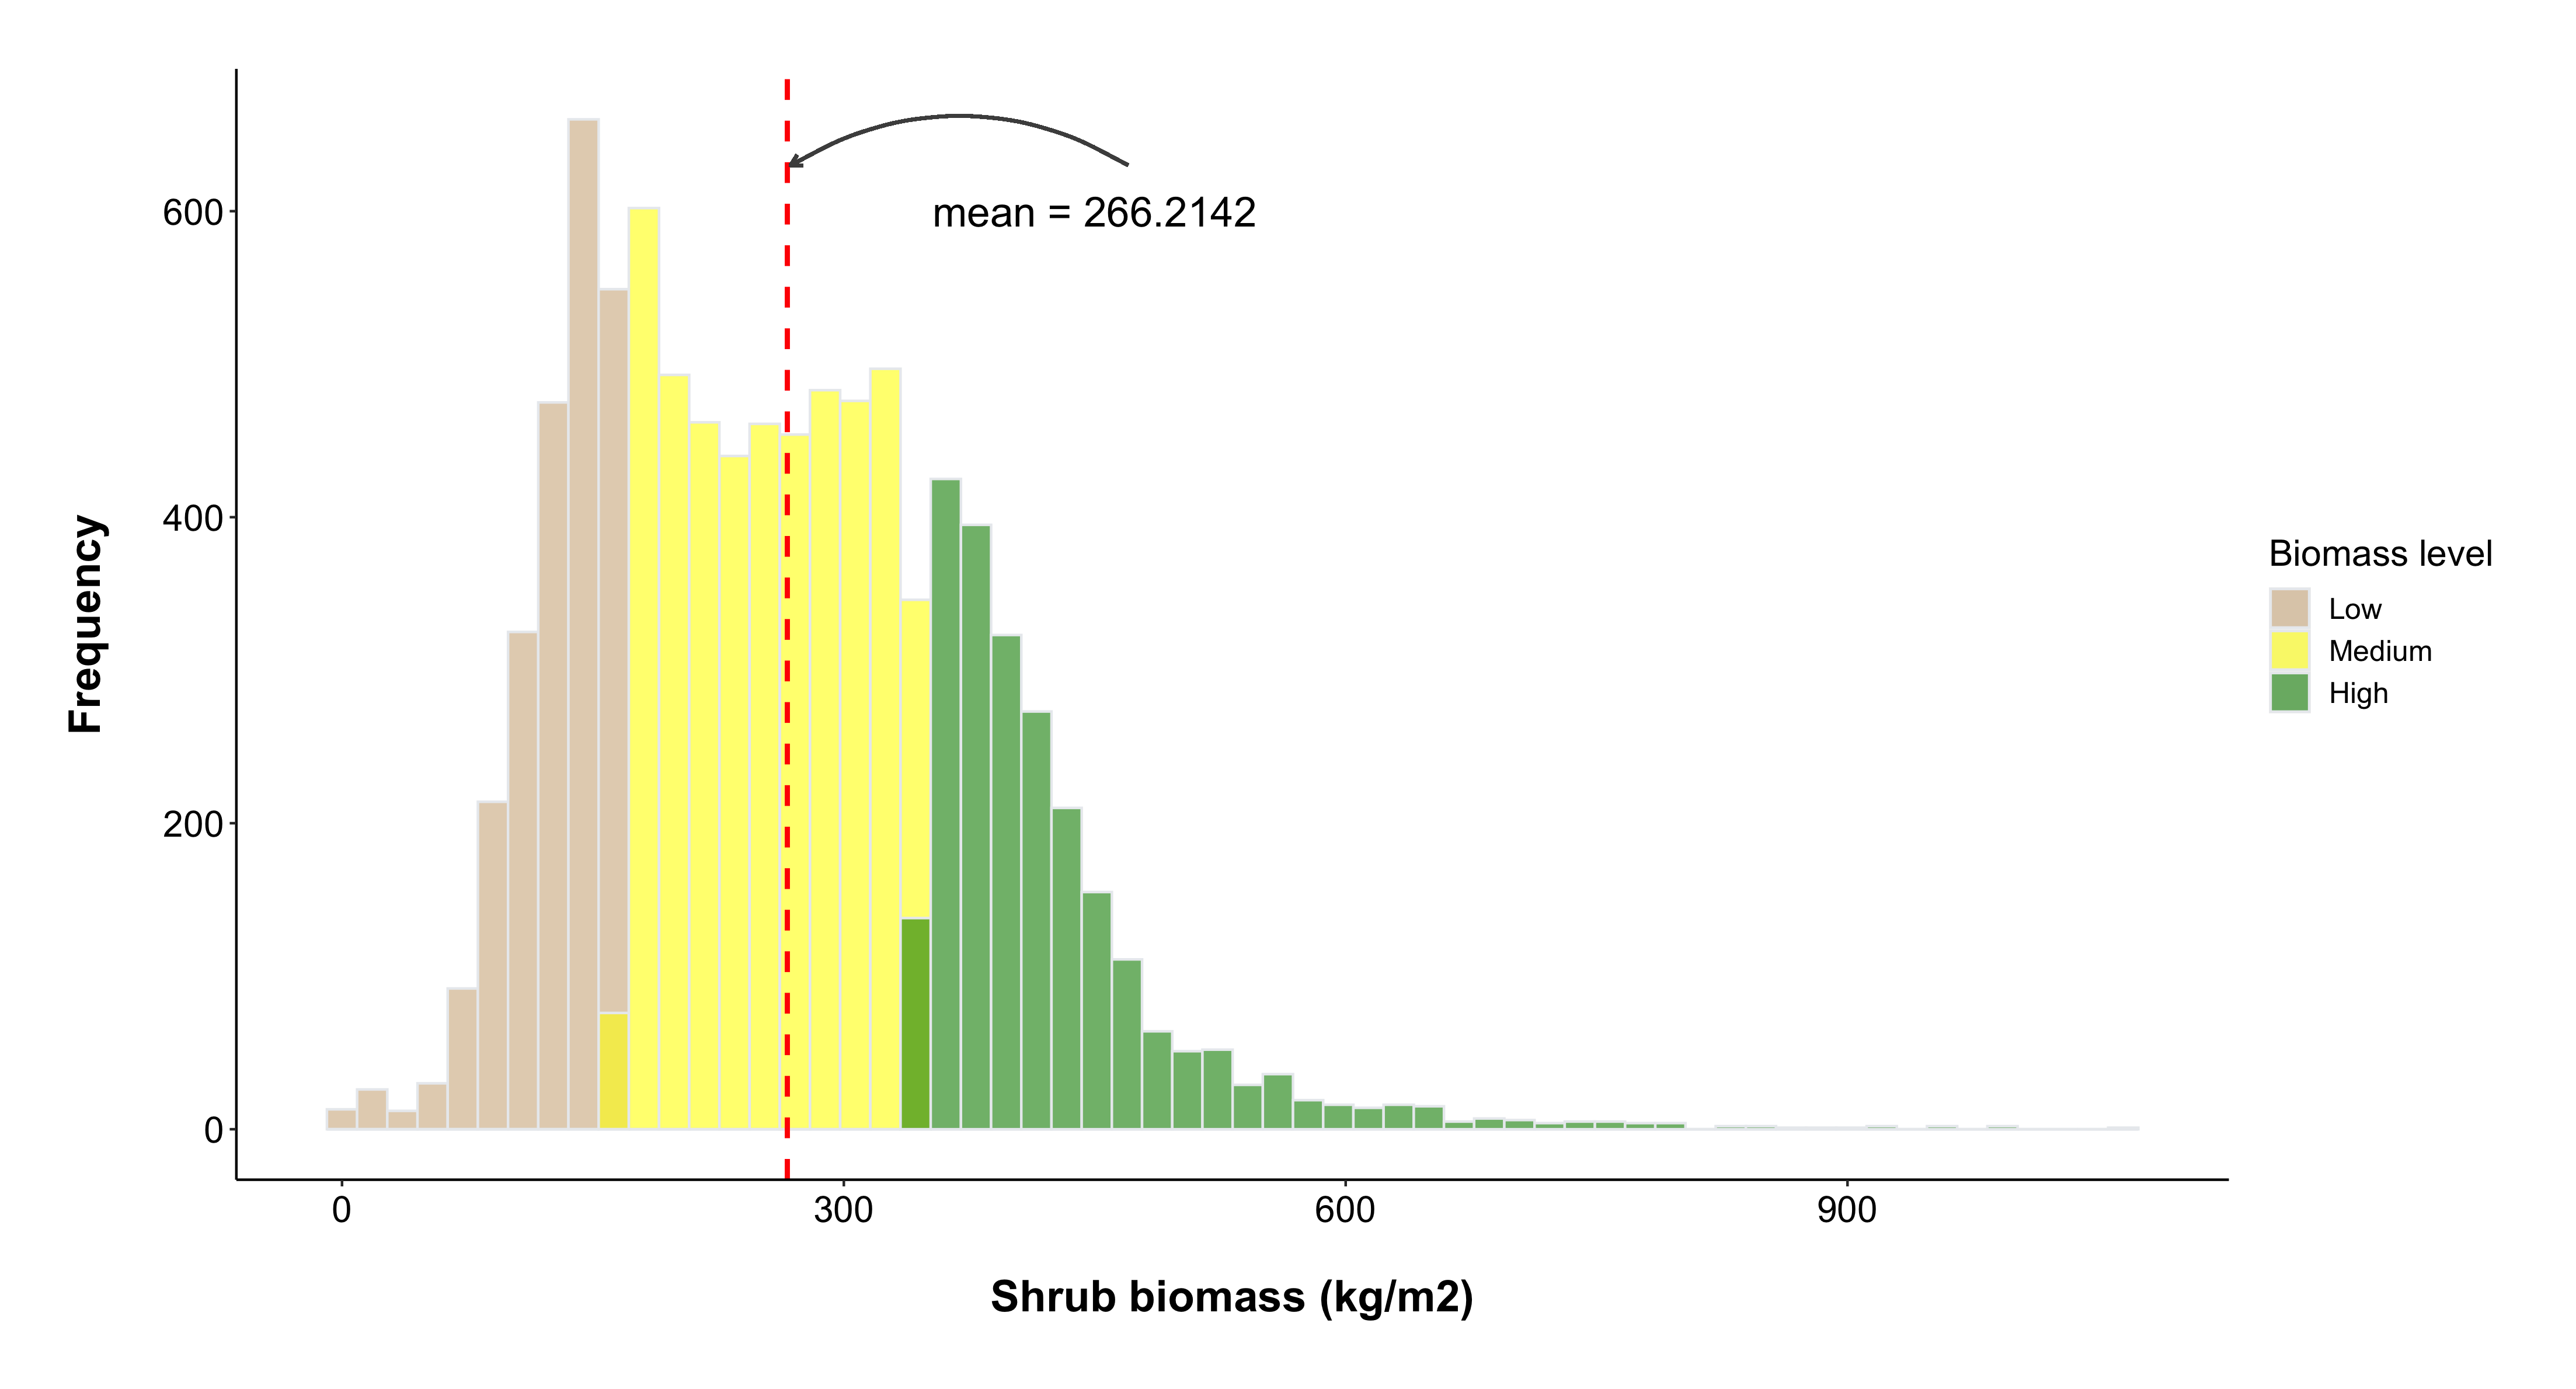 mean = 266.2142
600
400
200
0
Frequency
0 300 600 900
Shrub biomass (kg/m2)
Biomass level
Low
Medium
High